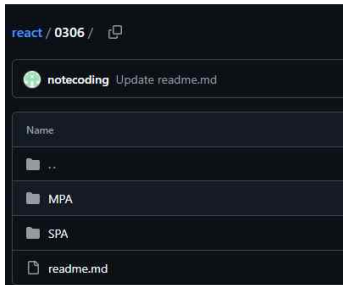 react / 0306 /
notecoding Update readme.md
Name
..
MPA
SPA
readme.md